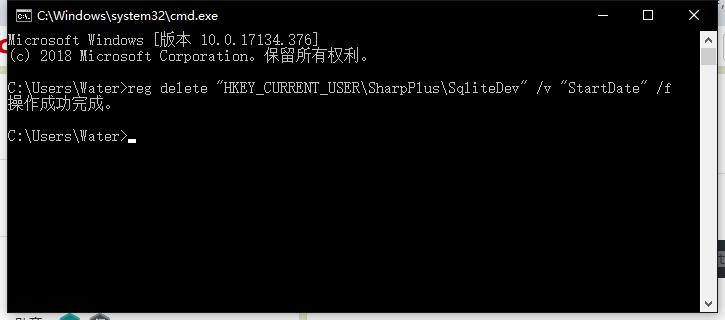 C:\Windows\system32\cmd.exe
Microsoft Windows [版本 10.0.17134.376]
(c) 2018 Microsoft Corporation。保留所有权利。
C:\Users\Water>reg delete "HKEY_CURRENT_USER\SharpPlus\SqliteDev" /v "StartDate" /f
操作成功完成。
C:\Users\Water>